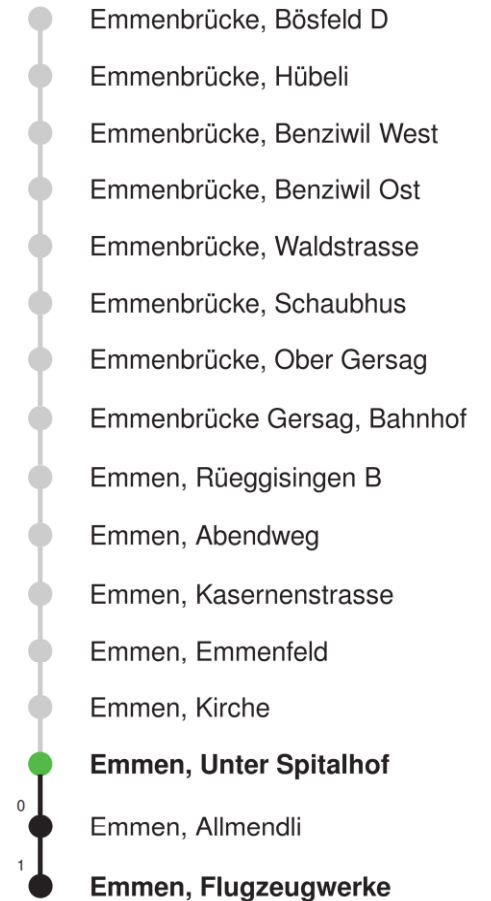 Emmenbrücke, Bösfeld D
Emmenbrücke, Hübeli
Emmenbrücke, Benziwil West
Emmenbrücke, Benziwil Ost
Emmenbrücke, Waldstrasse
Emmenbrücke, Schaubhus
Emmenbrücke, Ober Gersag
Emmenbrücke Gersag, Bahnhof
Emmen, Rüeggisingen B
Emmen, Abendweg
Emmen, Kasernenstrasse
Emmen, Emmenfeld
Emmen, Kirche
Emmen, Unter Spitalhof
0
Emmen, Allmendli
1
Emmen, Flugzeugwerke